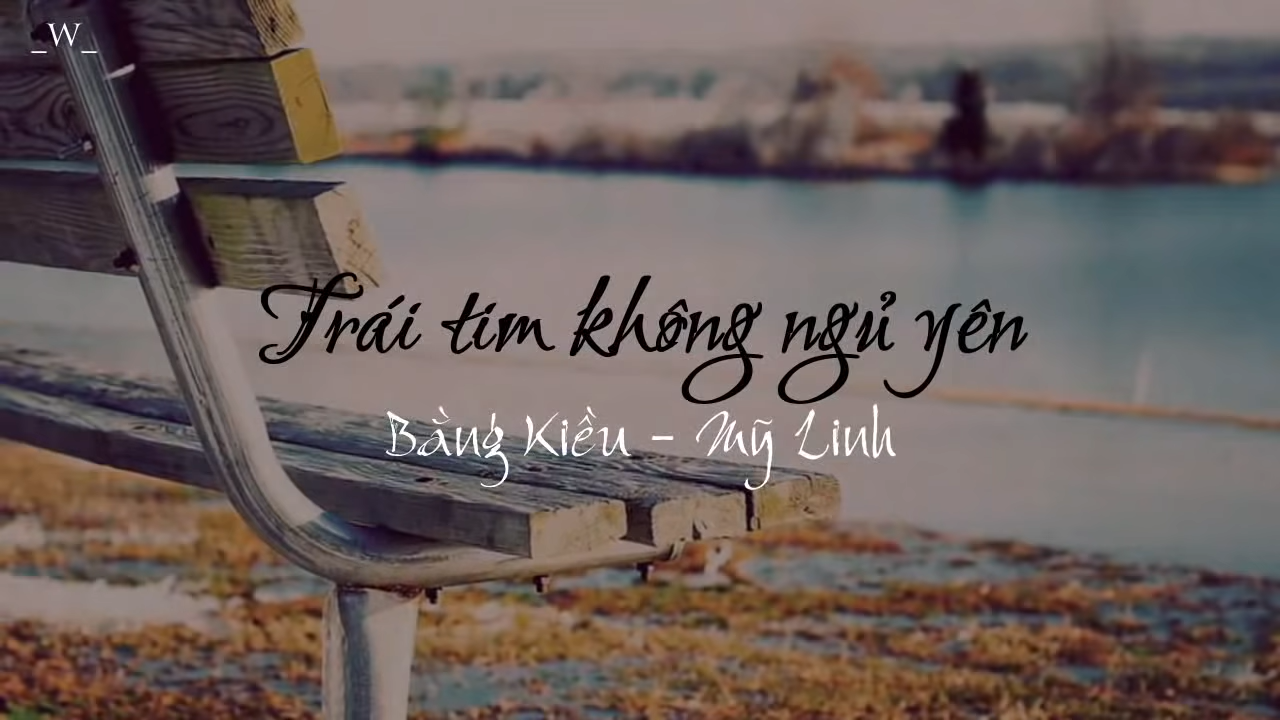 _W_
Trái tim không ngủ yên
Bằng Kiều - Mỹ Linh